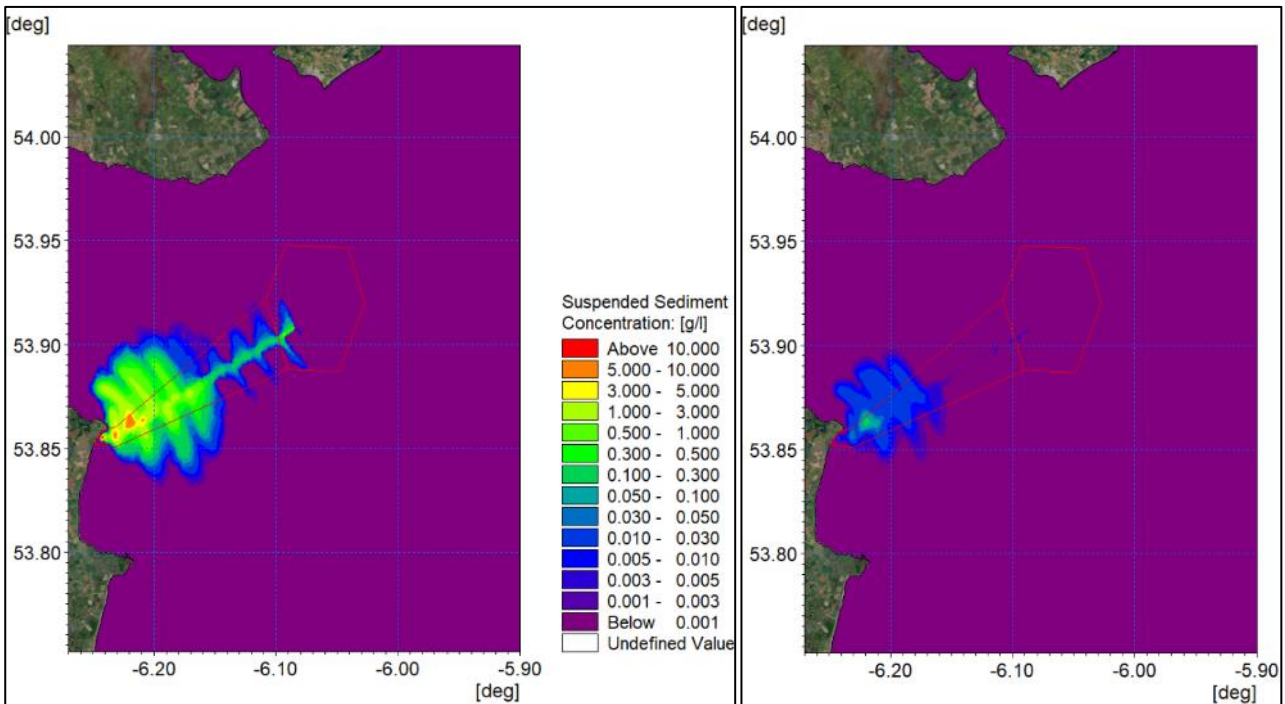 [deg]
54.00
53.95
53.90
53.85
53.80
-6.20 -6.10 -6.00 -5.90
[deg]
Suspended Sediment
Concentration: [g/l]
Above 10.000
5.000 - 10.000
3.000 - 5.000
1.000 - 3.000
0.500 - 1.000
0.300 - 0.500
0.100 - 0.300
0.050 - 0.100
0.030 - 0.050
0.010 - 0.030
0.005 - 0.010
0.003 - 0.005
0.001 - 0.003
Below 0.001
Undefined Value
[deg]
54.00
53.95
53.90
53.85
53.80
-6.20 -6.10 -6.00 -5.90
[deg]